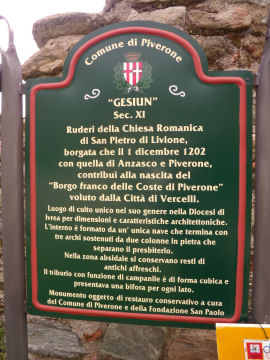 Comune di Piverone
"GESIUN"
Sec. XI
Ruderi della Chiesa Romanica
di San Pietro di Livione,
borgata che il 1 dicembre 1202
con quella di Anzasco e Piverone,
contribuì alla nascita del
"Borgo franco delle Coste di Piverone"
voluto dalla Città di Vercelli.
Luogo di culto unico nel suo genere nella Diocesi di
Ivrea per dimensioni e caratteristiche architettoniche.
L'interno è formato da un' unica nave che termina con
tre archi sostenuti da due colonne in pietra che
separano il presbiterio.
Nella zona absidale si conservano resti di
antichi affreschi.
Il tiburio con funzione di campanile è di forma cubica e
presentava una bifora per ogni lato.
Monumento oggetto di restauro conservativo a cura
del Comune di Piverone e della Fondazione San Paolo